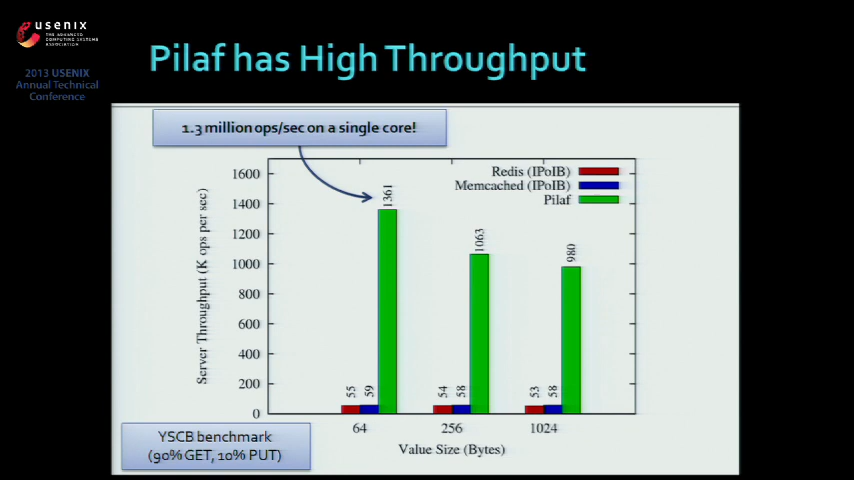 usenix
THE ADVANCED
COMPUTING SYSTEMS
ASSOCIATION
2013 USENIX
Annual Technical
Conference
Pilaf has High Throughput
1.3 million ops/sec on a single core!
Redis (IPoIB)
Memcached (IPoIB)
Pilaf
Server Throughput (K ops per sec)
1600
1400
1200
1000
800
600
400
200
0
55
59
1361
54
58
1063
53
58
980
64
256
1024
Value Size (Bytes)
YSCB benchmark
(90% GET, 10% PUT)